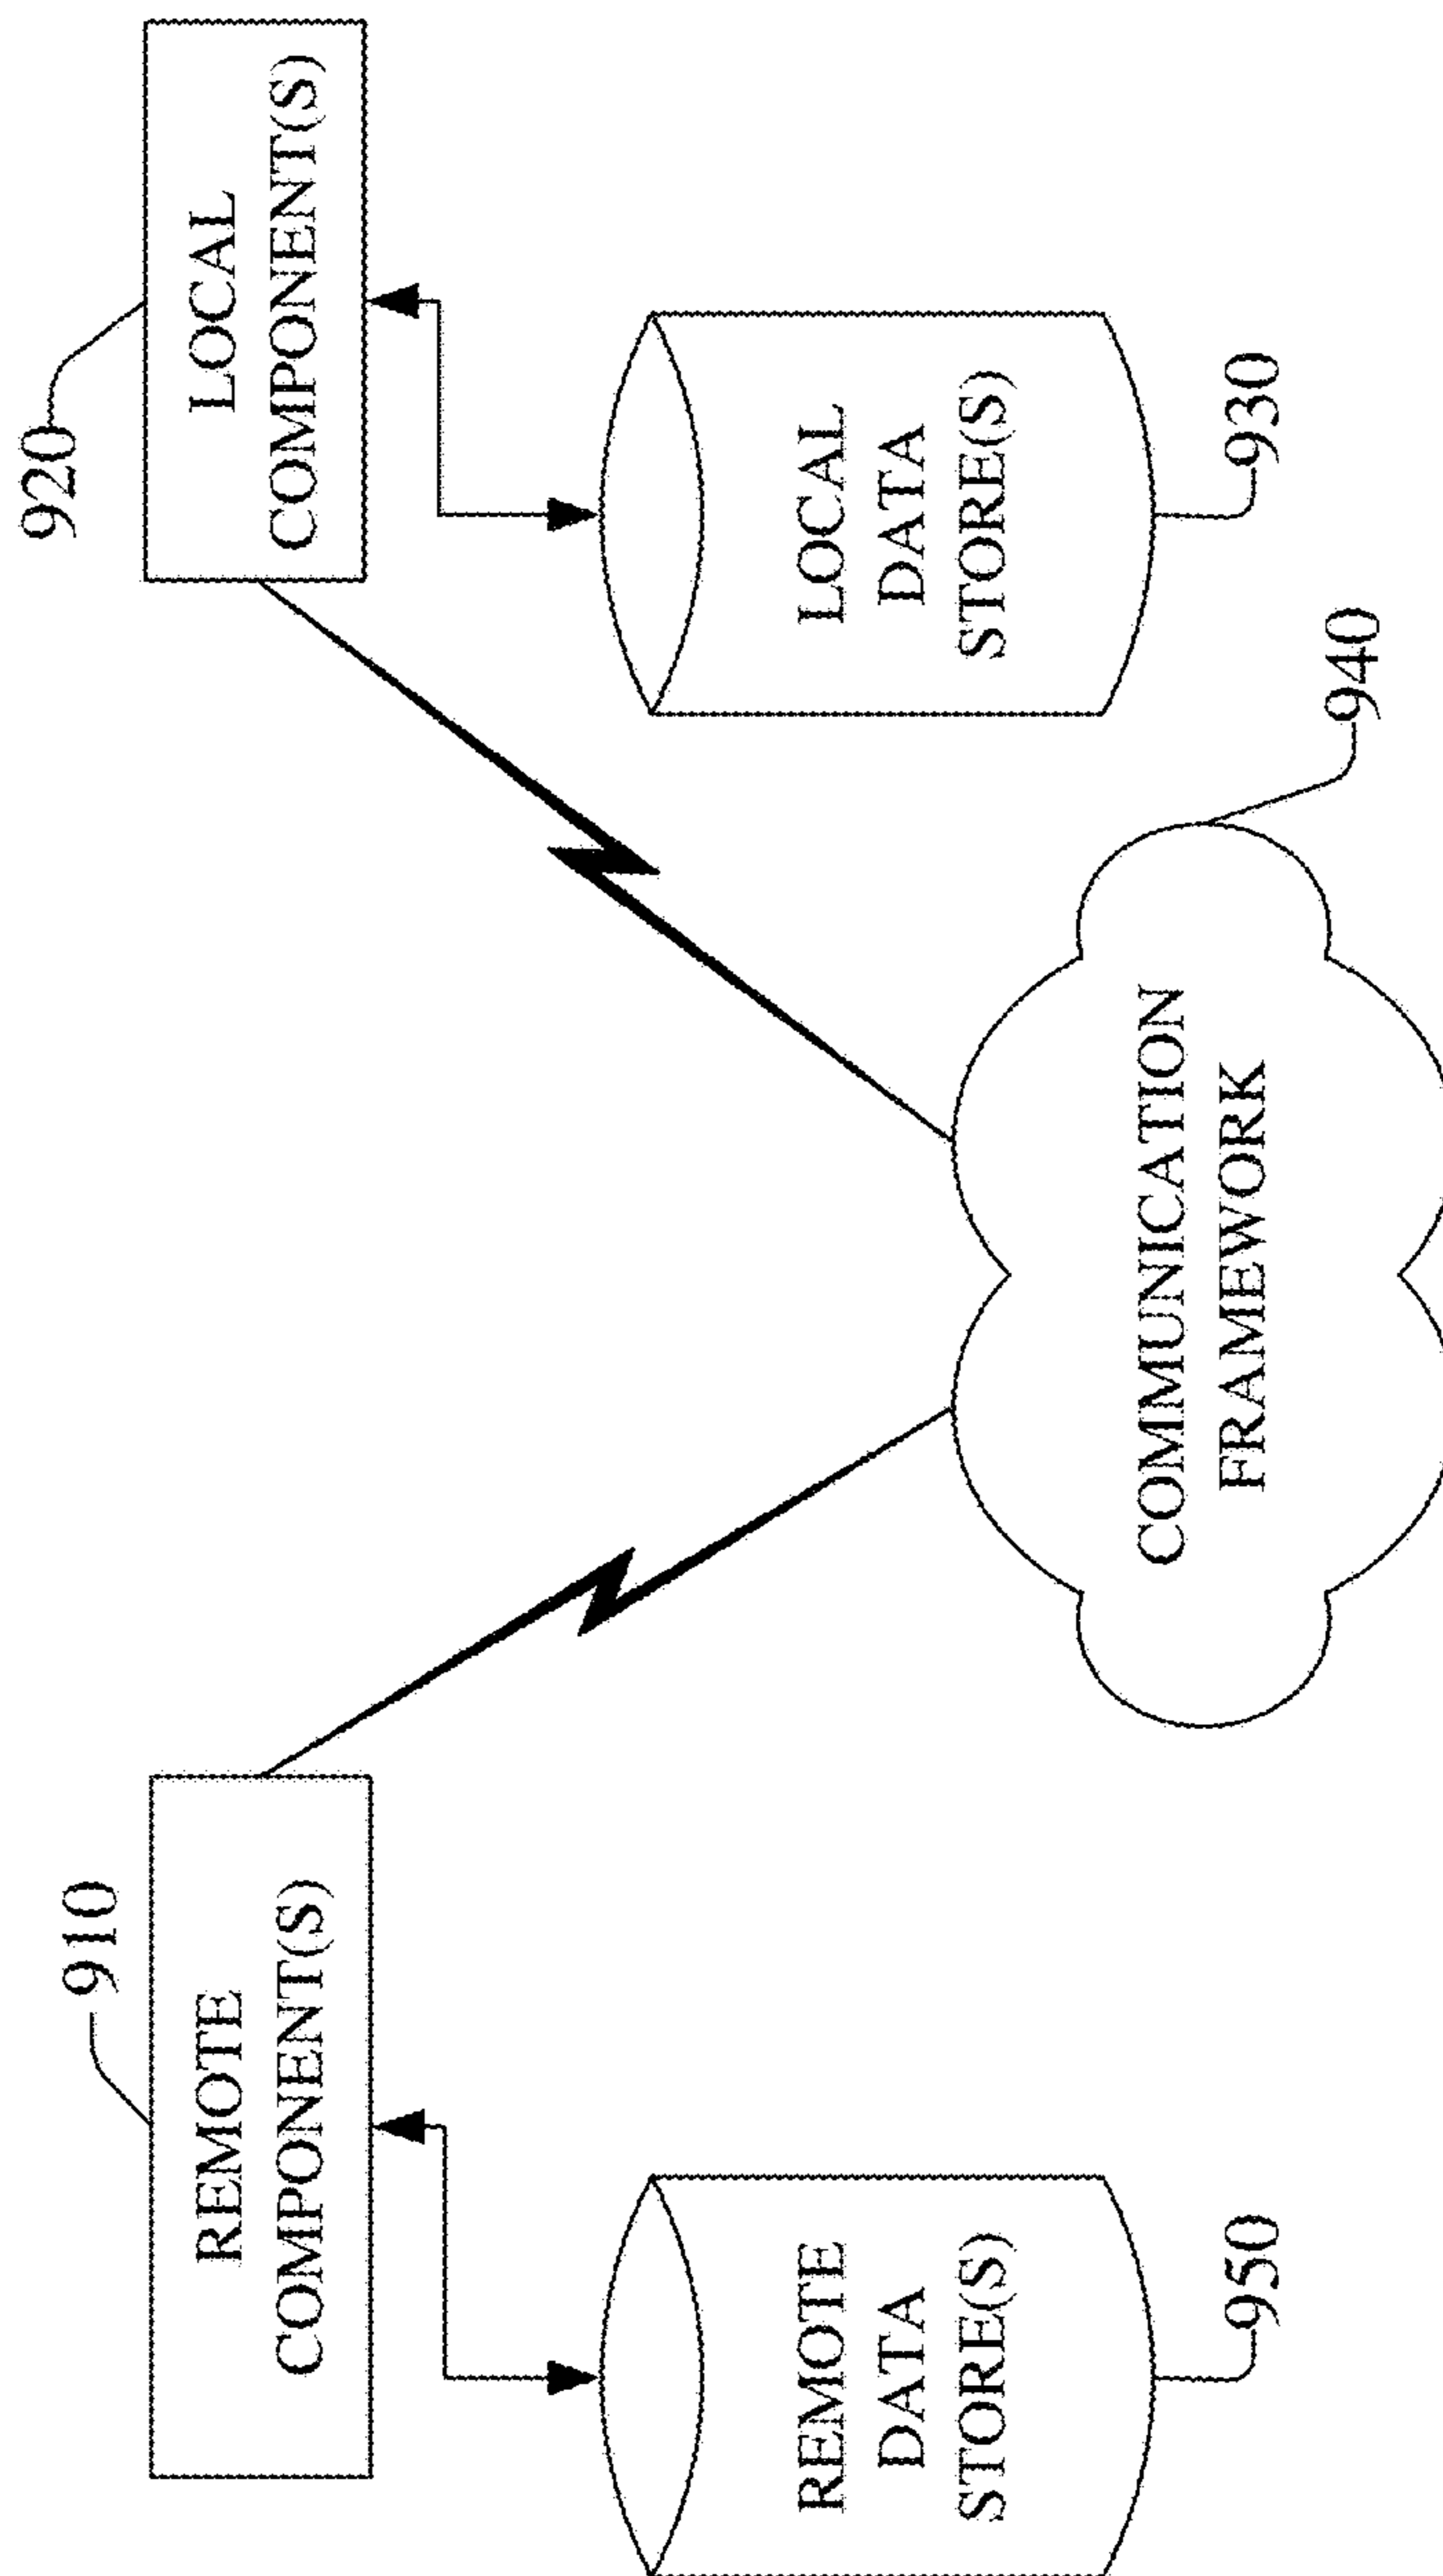 910
REMOTE
COMPONENT(S)
920
LOCAL
COMPONENT(S)
REMOTE
DATA
STORE(S)
950
LOCAL
DATA
STORE(S)
930
940
COMMUNICATION
FRAMEWORK